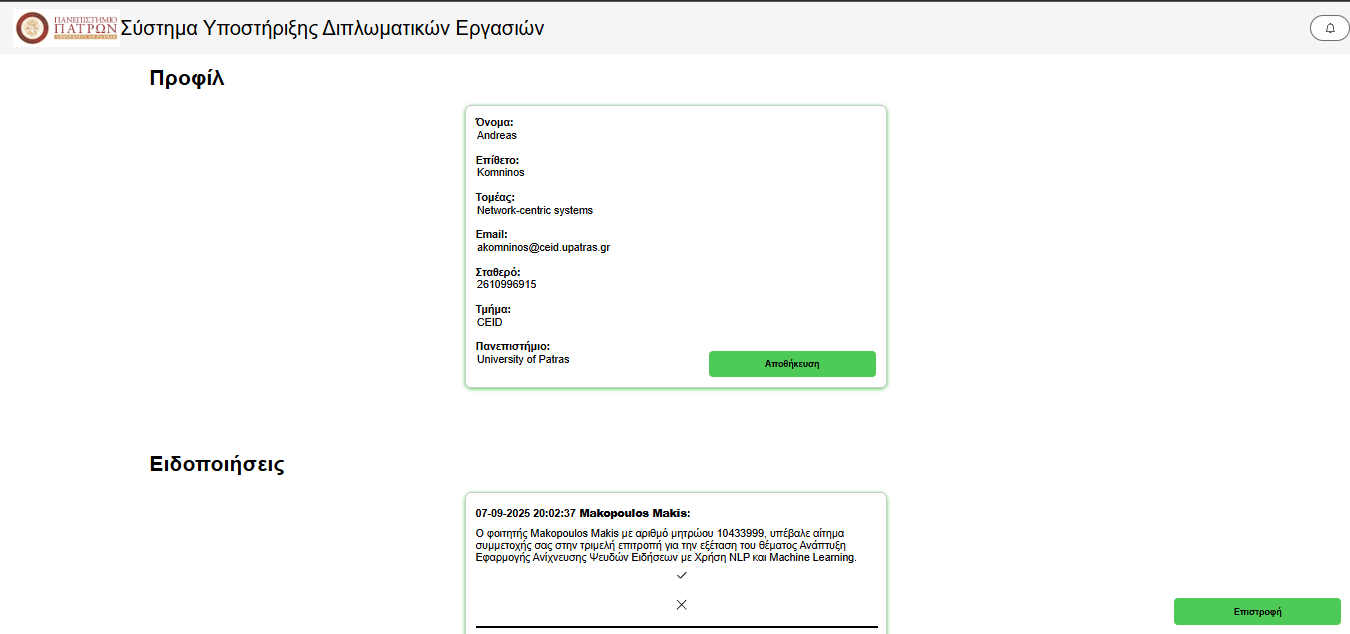 ΠΑΝΕΠΙΣΤΗΜΙΟ
ΠΑΤΡΩΝ
UNIVERSITY OF PATRAS
Σύστημα Υποστήριξης Διπλωματικών Εργασιών
Προφίλ
Όνομα:
Andreas
Επίθετο:
Komninos
Τομέας:
Network-centric systems
Email:
akomninos@ceid.upatras.gr
Σταθερό:
2610996915
Τμήμα:
CEID
Πανεπιστήμιο:
University of Patras
Αποθήκευση
Ειδοποιήσεις
07-09-2025 20:02:37 Makopoulos Makis:
Ο φοιτητής Makopoulos Makis με αριθμό μητρώου 10433999, υπέβαλε αίτημα
συμμετοχής σας στην τριμελή επιτροπή για την εξέταση του θέματος Ανάπτυξη
Εφαρμογής Ανίχνευσης Ψευδών Ειδήσεων με Χρήση NLP και Machine Learning.
Επιστροφή